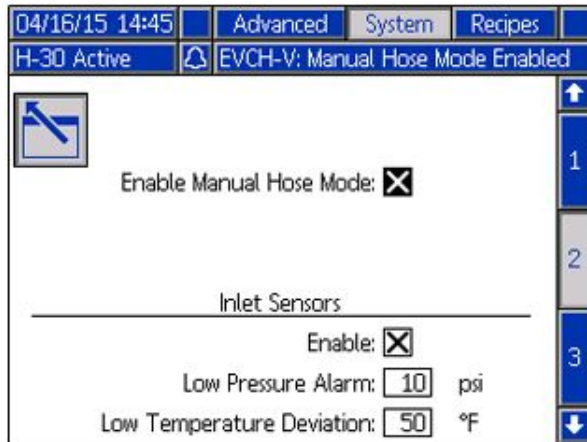 04/16/15 14:45 Advanced System Recipes
H-30 Active EVCH-V: Manual Hose Mode Enabled
1
Enable Manual Hose Mode:
2
Inlet Sensors
Enable:
3
Low Pressure Alarm: 10 psi
Low Temperature Deviation: 50 °F